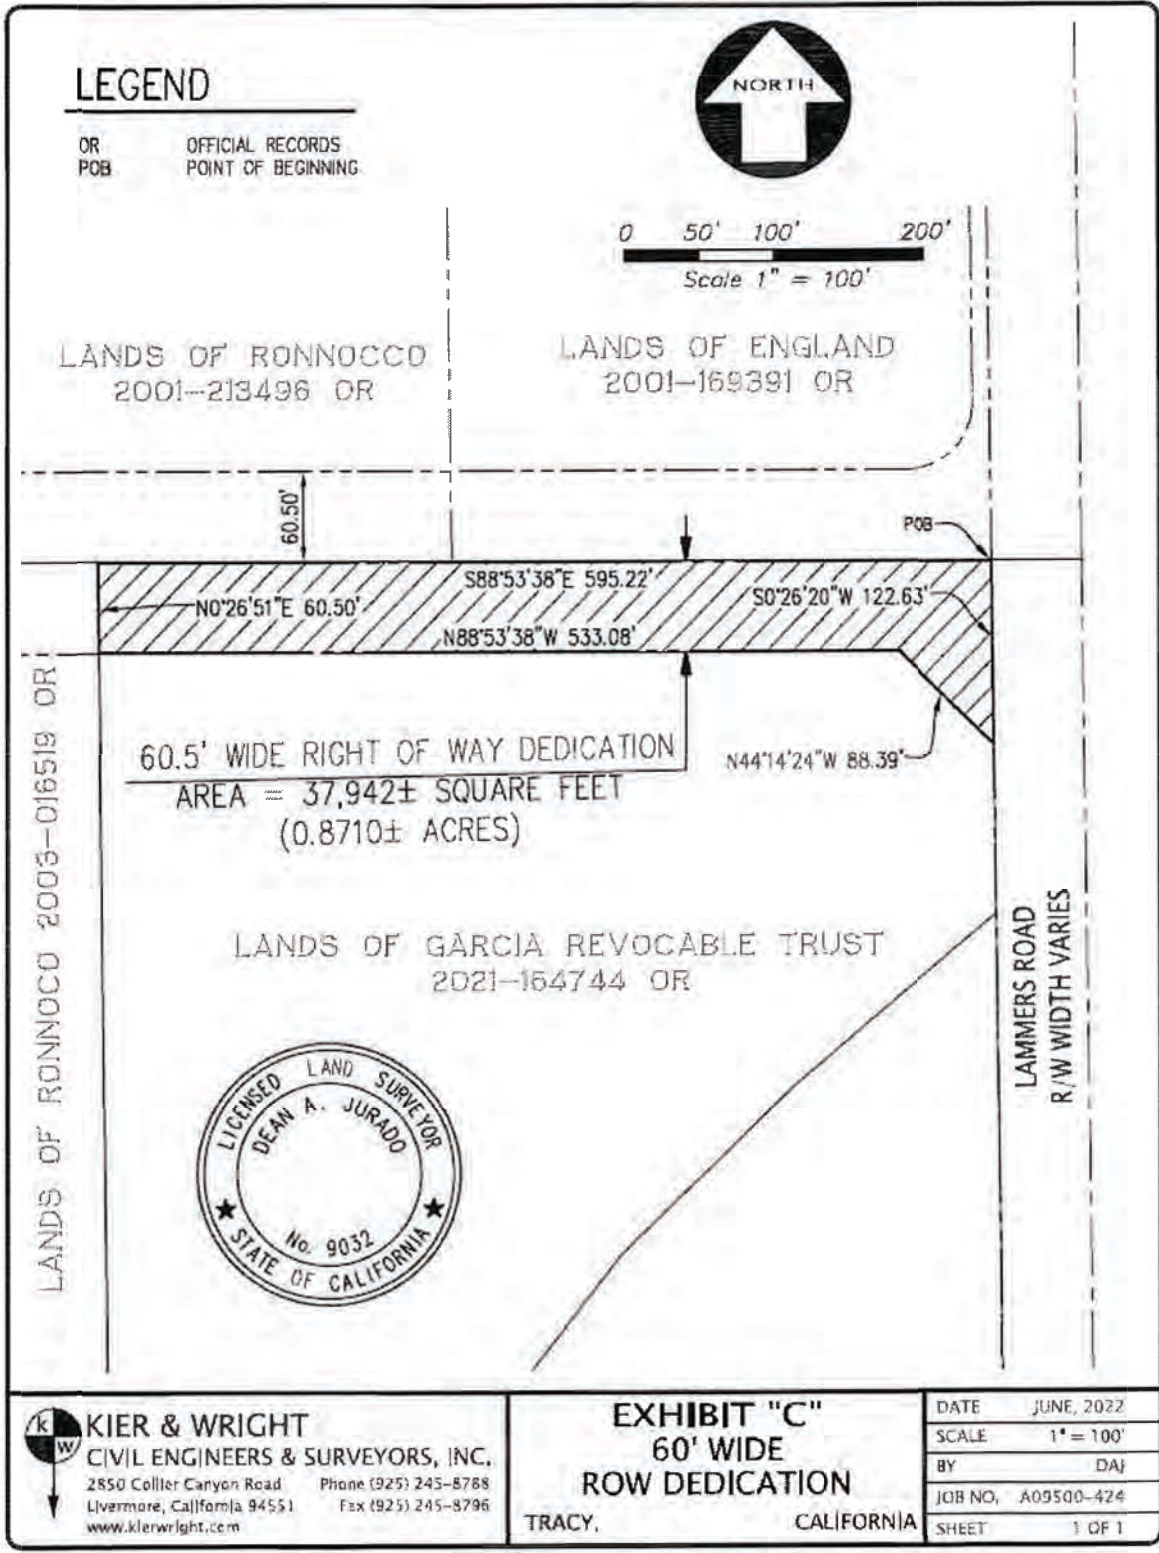 LEGEND
OR OFFICIAL RECORDS
POB POINT OF BEGINNING
NORTH
0 50' 100' 200'
Scale 1" = 100'
LANDS OF RONNOCCO
2001-213496 OR
LANDS OF ENGLAND
2001-169391 OR
60.50'
POB
S88°53'38"E 595.22'
N0°26'51"E 60.50'
S0°26'20"W 122.63'
N88°53'38"W 533.08'
60.5' WIDE RIGHT OF WAY DEDICATION
AREA = 37,942± SQUARE FEET
(0.8710± ACRES)
N44°14'24"W 88.39'
LANDS OF RONNOCO 2003-016519 OR
LANDS OF GARCIA REVOCABLE TRUST
2021-164744 OR
LAMMERS ROAD
R/W WIDTH VARIES
LICENSED LAND SURVEYOR
DEAN A. JURADO
No. 9032
STATE OF CALIFORNIA
K W
KIER & WRIGHT
CIVIL ENGINEERS & SURVEYORS, INC.
2850 Collier Canyon Road Phone (925) 245-8788
Livermore, California 94551 Fax (925) 245-8796
www.kierwright.com
EXHIBIT "C"
60' WIDE
ROW DEDICATION
TRACY, CALIFORNIA
DATE JUNE, 2022
SCALE 1" = 100'
BY DAJ
JOB NO. A09500-424
SHEET 1 OF 1